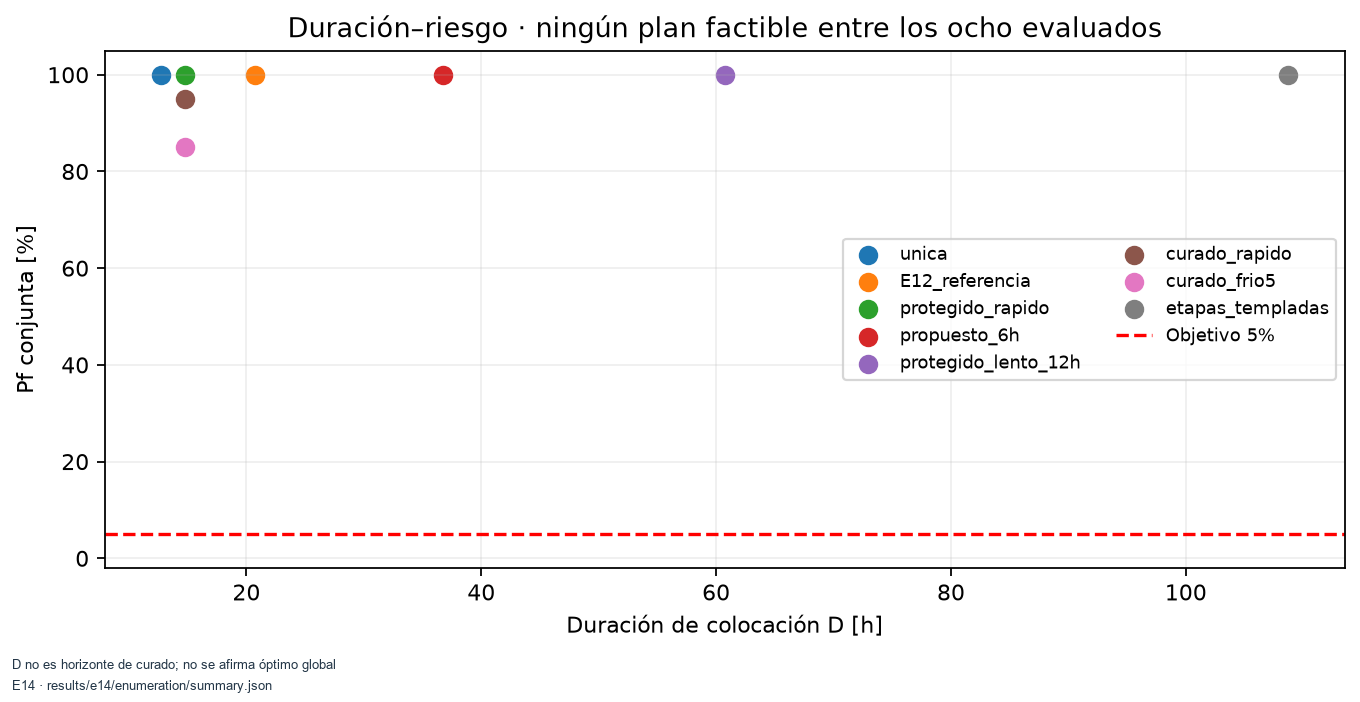 Duración–riesgo · ningún plan factible entre los ocho evaluados
Pf conjunta [%]
100
80
60
40
20
0
20
40
60
80
100
Duración de colocación D [h]
unica
E12_referencia
protegido_rapido
propuesto_6h
protegido_lento_12h
curado_rapido
curado_frio5
etapas_templadas
Objetivo 5%
D no es horizonte de curado; no se afirma óptimo global
E14 · results/e14/enumeration/summary.json